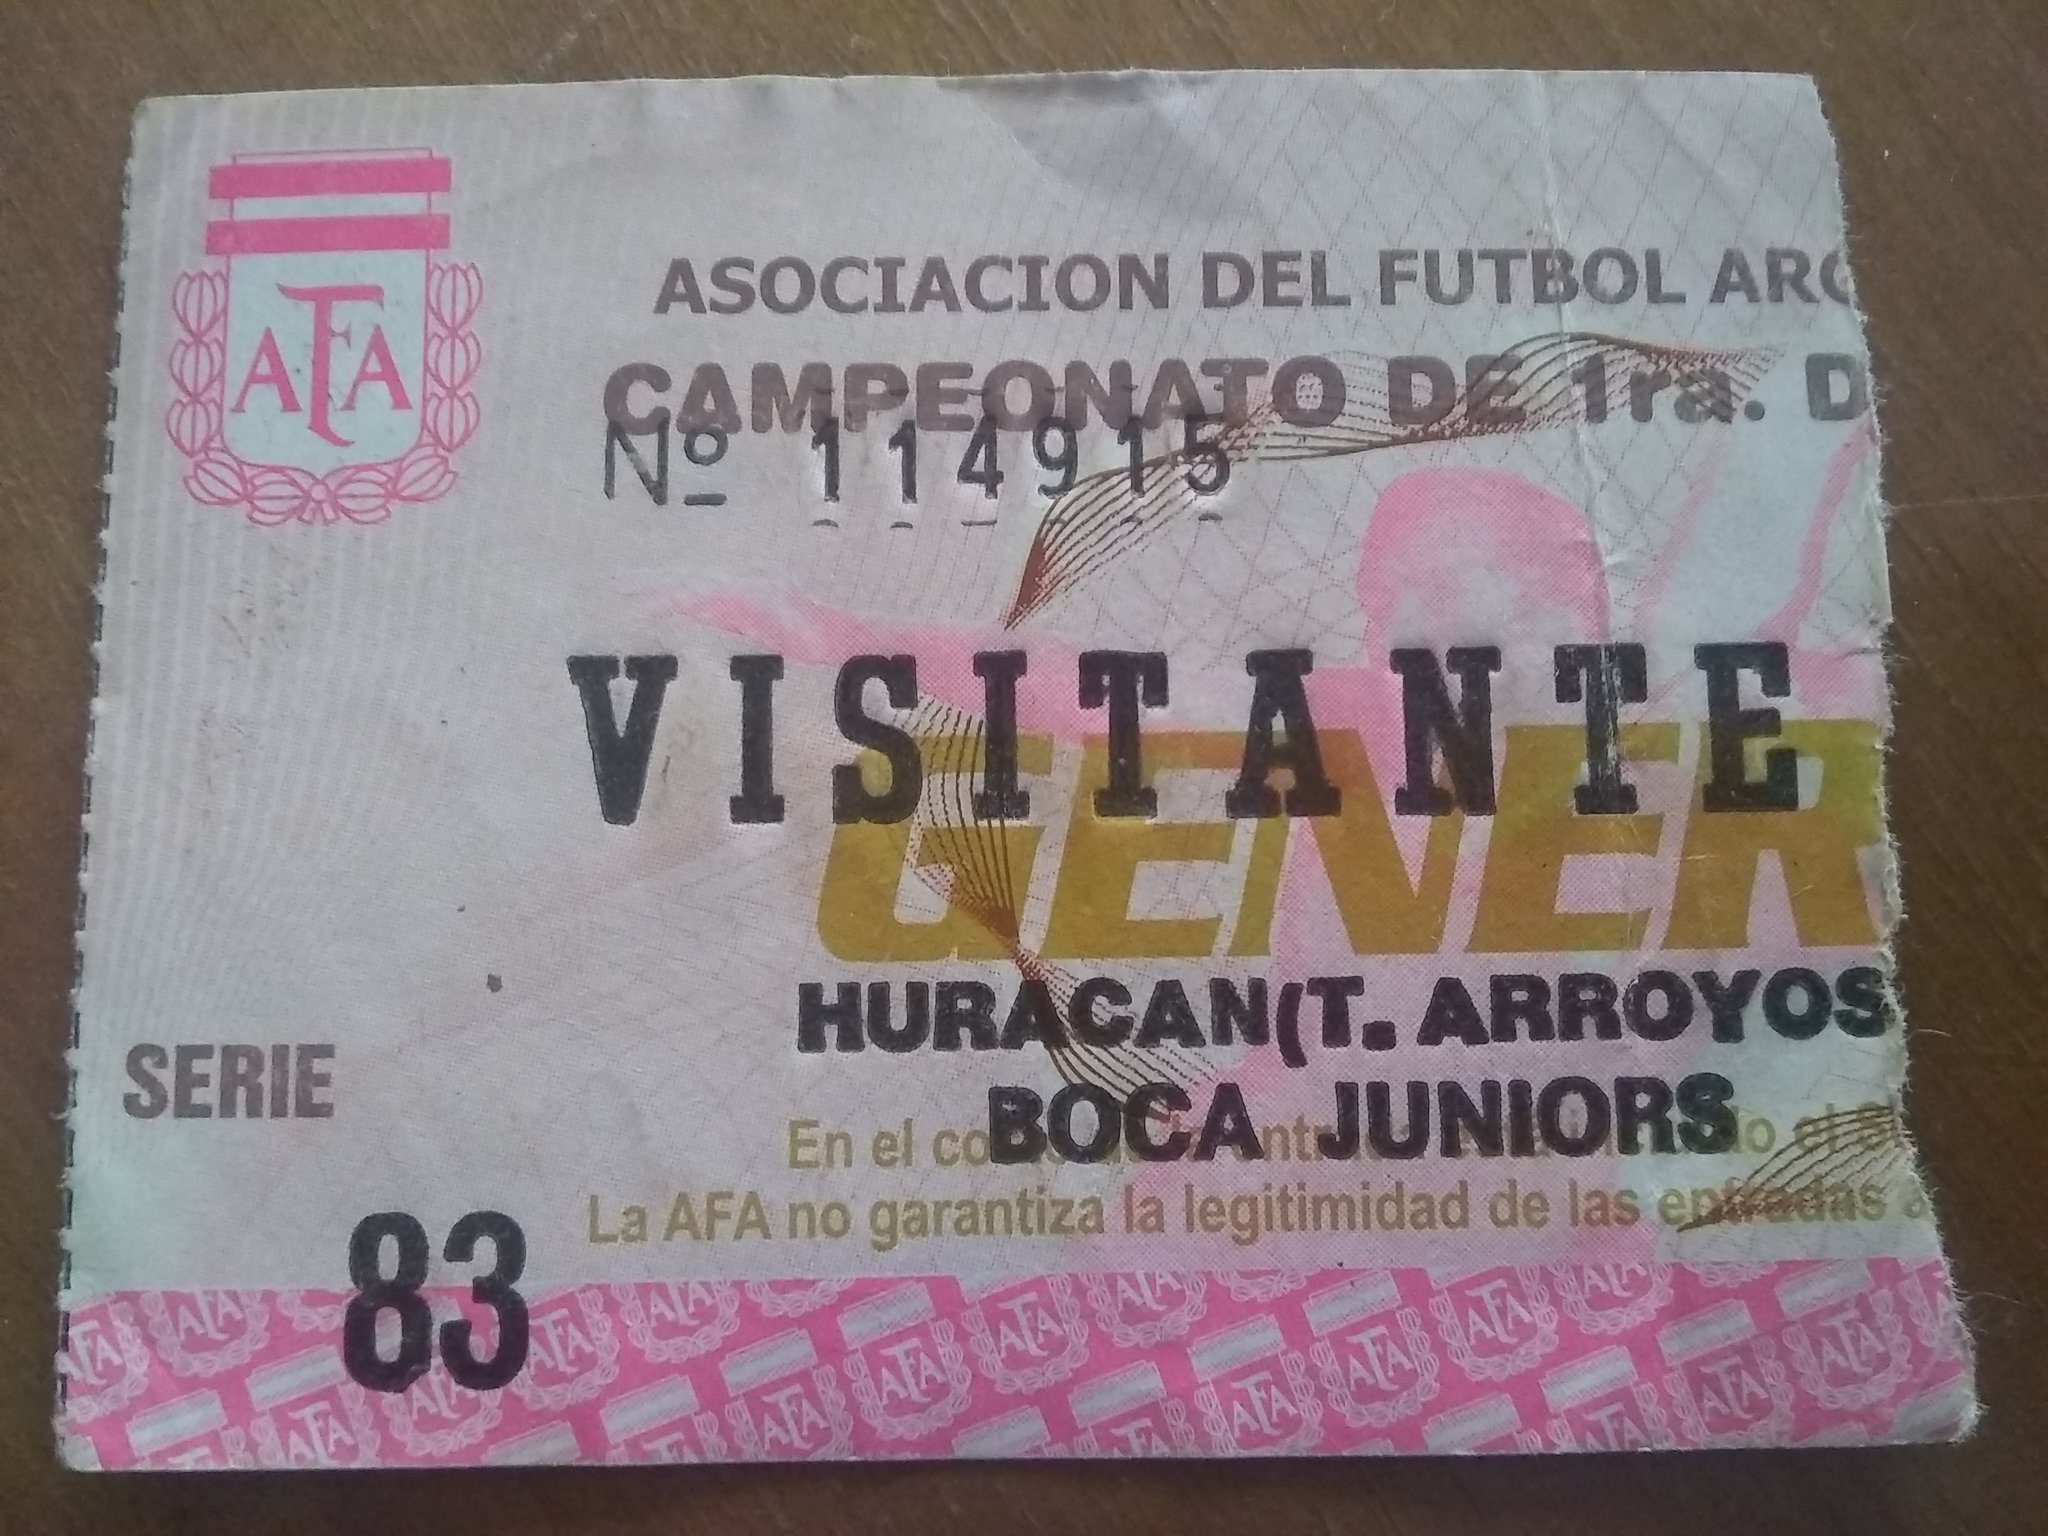 AFA
ASOCIACION DEL FUTBOL ARG
CAMPEONATO DE 1ra. D
Nº 114915
VISITANTE
GENER
HURACAN(T. ARROYOS
BOCA JUNIORS
SERIE
En el
La AFA no garantiza la legitimidad de las entradas
83